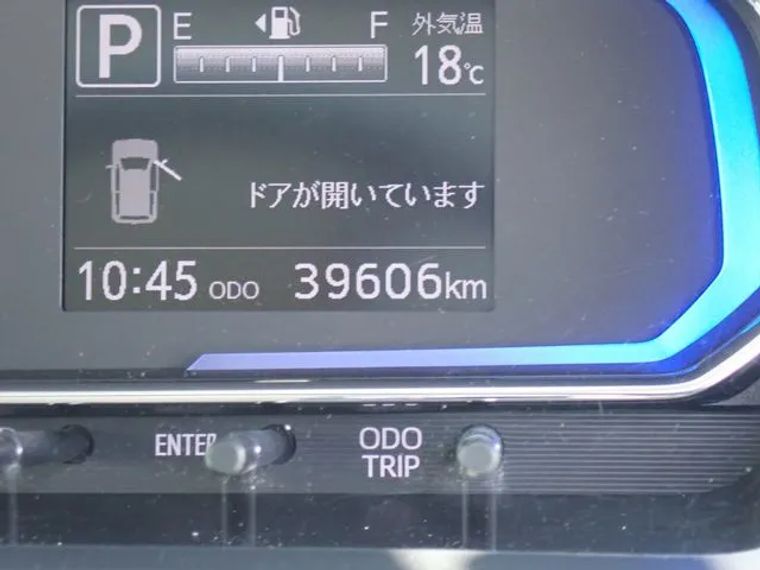 P E F 外気温
18℃
ドアが開いています
10:45 ODO 39606km
ENTER ODO
TRIP